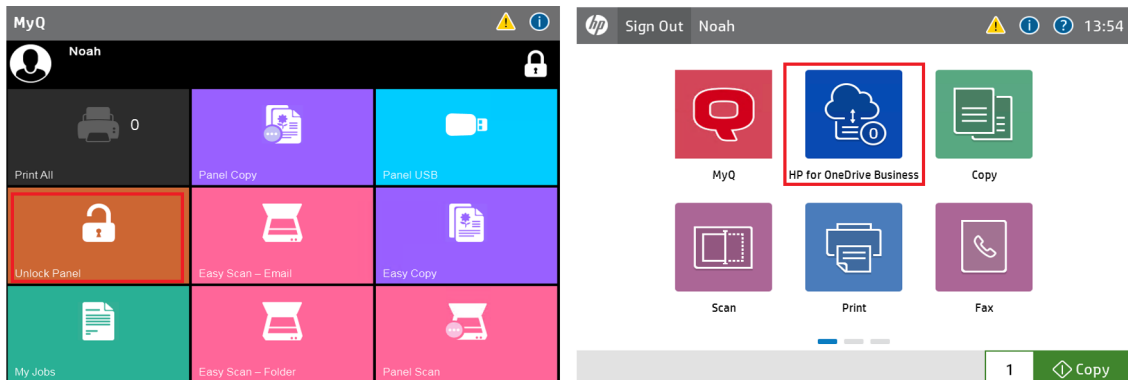 MyQ
Noah
0
Print All
Panel Copy
Panel USB
Unlock Panel
Easy Scan – Email
Easy Copy
My Jobs
Easy Scan – Folder
Panel Scan
hp Sign Out Noah 13:54
MyQ
HP for OneDrive Business
Copy
Scan
Print
Fax
1
Copy